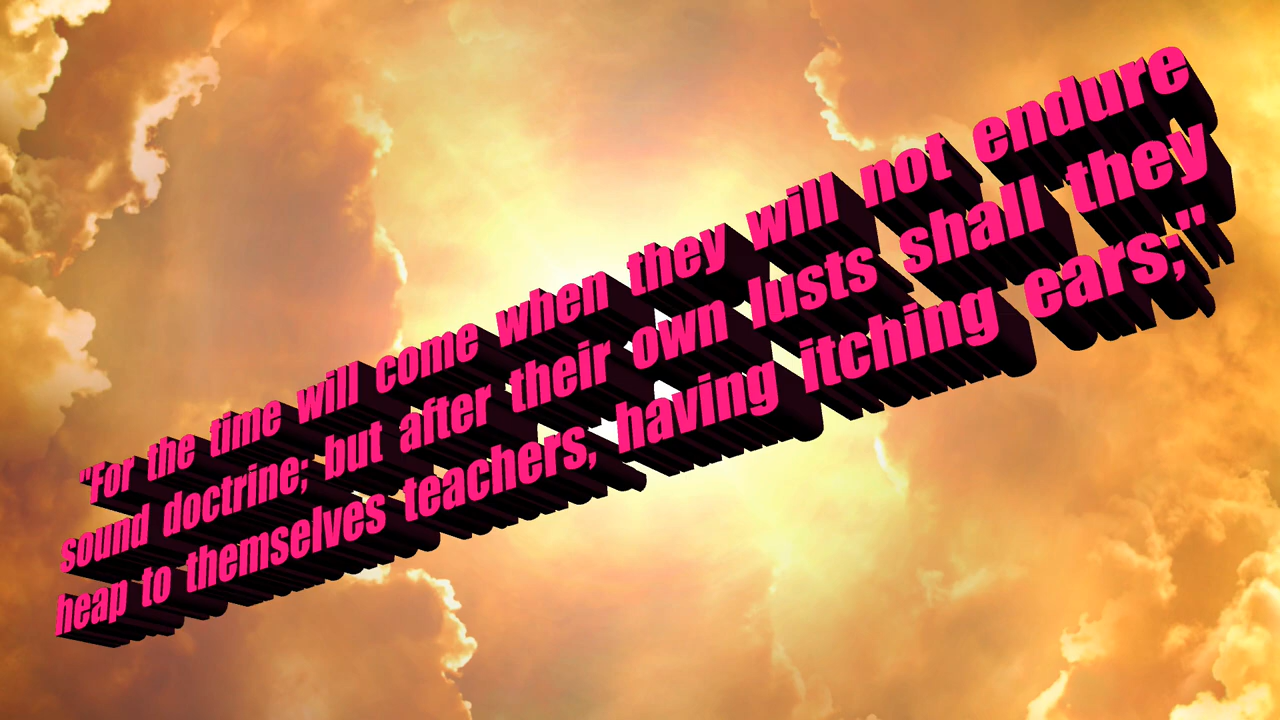 "For the time will come when they will not endure
sound doctrine; but after their own lusts shall they
heap to themselves teachers, having itching ears;"